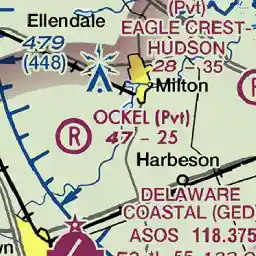 (Pvt)
Ellendale
EAGLE CREST-
HUDSON
28 - 35
479
(448)
Milton
R
OCKEL (Pvt)
47 - 25
R
Harbeson
DELAWARE
COASTAL (GED)
ASOS 118.375